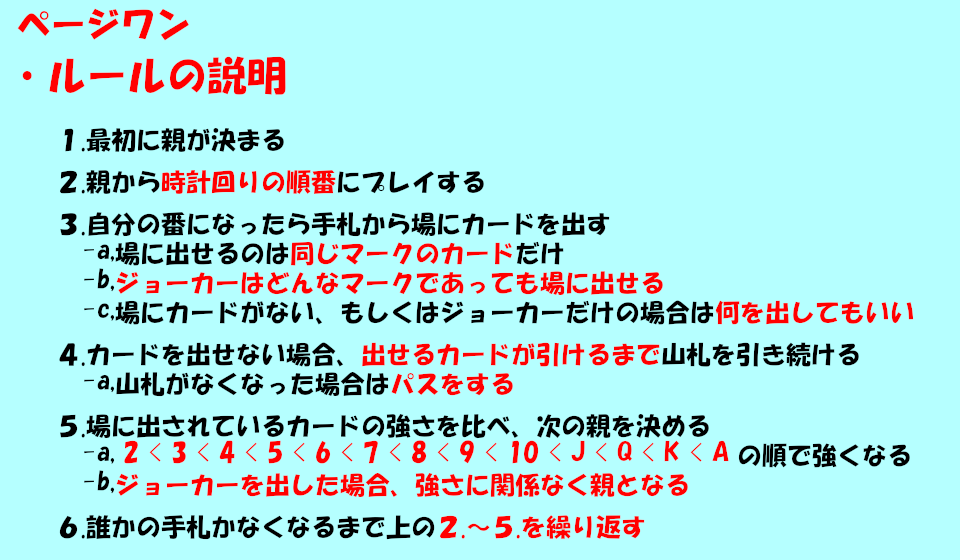 ページワン
・ルールの説明
1.最初に親が決まる
2.親から時計回りの順番にプレイする
3.自分の番になったら手札から場にカードを出す
-a,場に出せるのは同じマークのカードだけ
-b,ジョーカーはどんなマークであっても場に出せる
-c,場にカードがない、もしくはジョーカーだけの場合は何を出してもいい
4.カードを出せない場合、出せるカードが引けるまで山札を引き続ける
-a,山札がなくなった場合はパスをする
5.場に出されているカードの強さを比べ、次の親を決める
-a, 2<3<4<5<6<7<8<9<10<J<Q<K<A の順で強くなる
-b,ジョーカーを出した場合、強さに関係なく親となる
6.誰かの手札かなくなるまで上の2.~5.を繰り返す